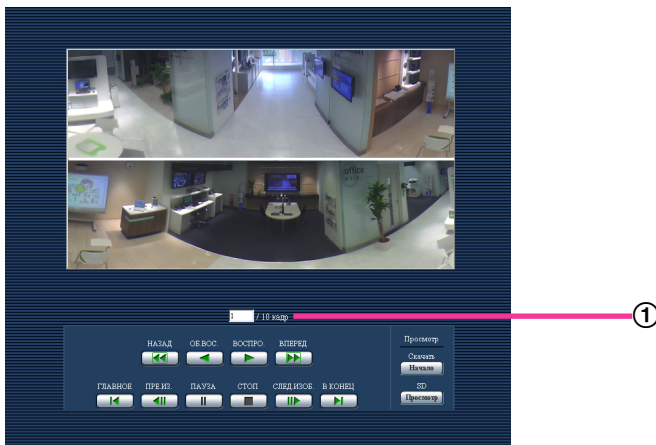 office
1 / 10 кадр
①
НАЗАД ОБ.ВОС. ВОСПРО. ВПЕРЕД
ГЛАВНОЕ ПРЕ.ИЗ. ПАУЗА СТОП СЛЕД.ИЗОБ. В КОНЕЦ
Просмотр
Скачать
Начало
SD
Просмотр